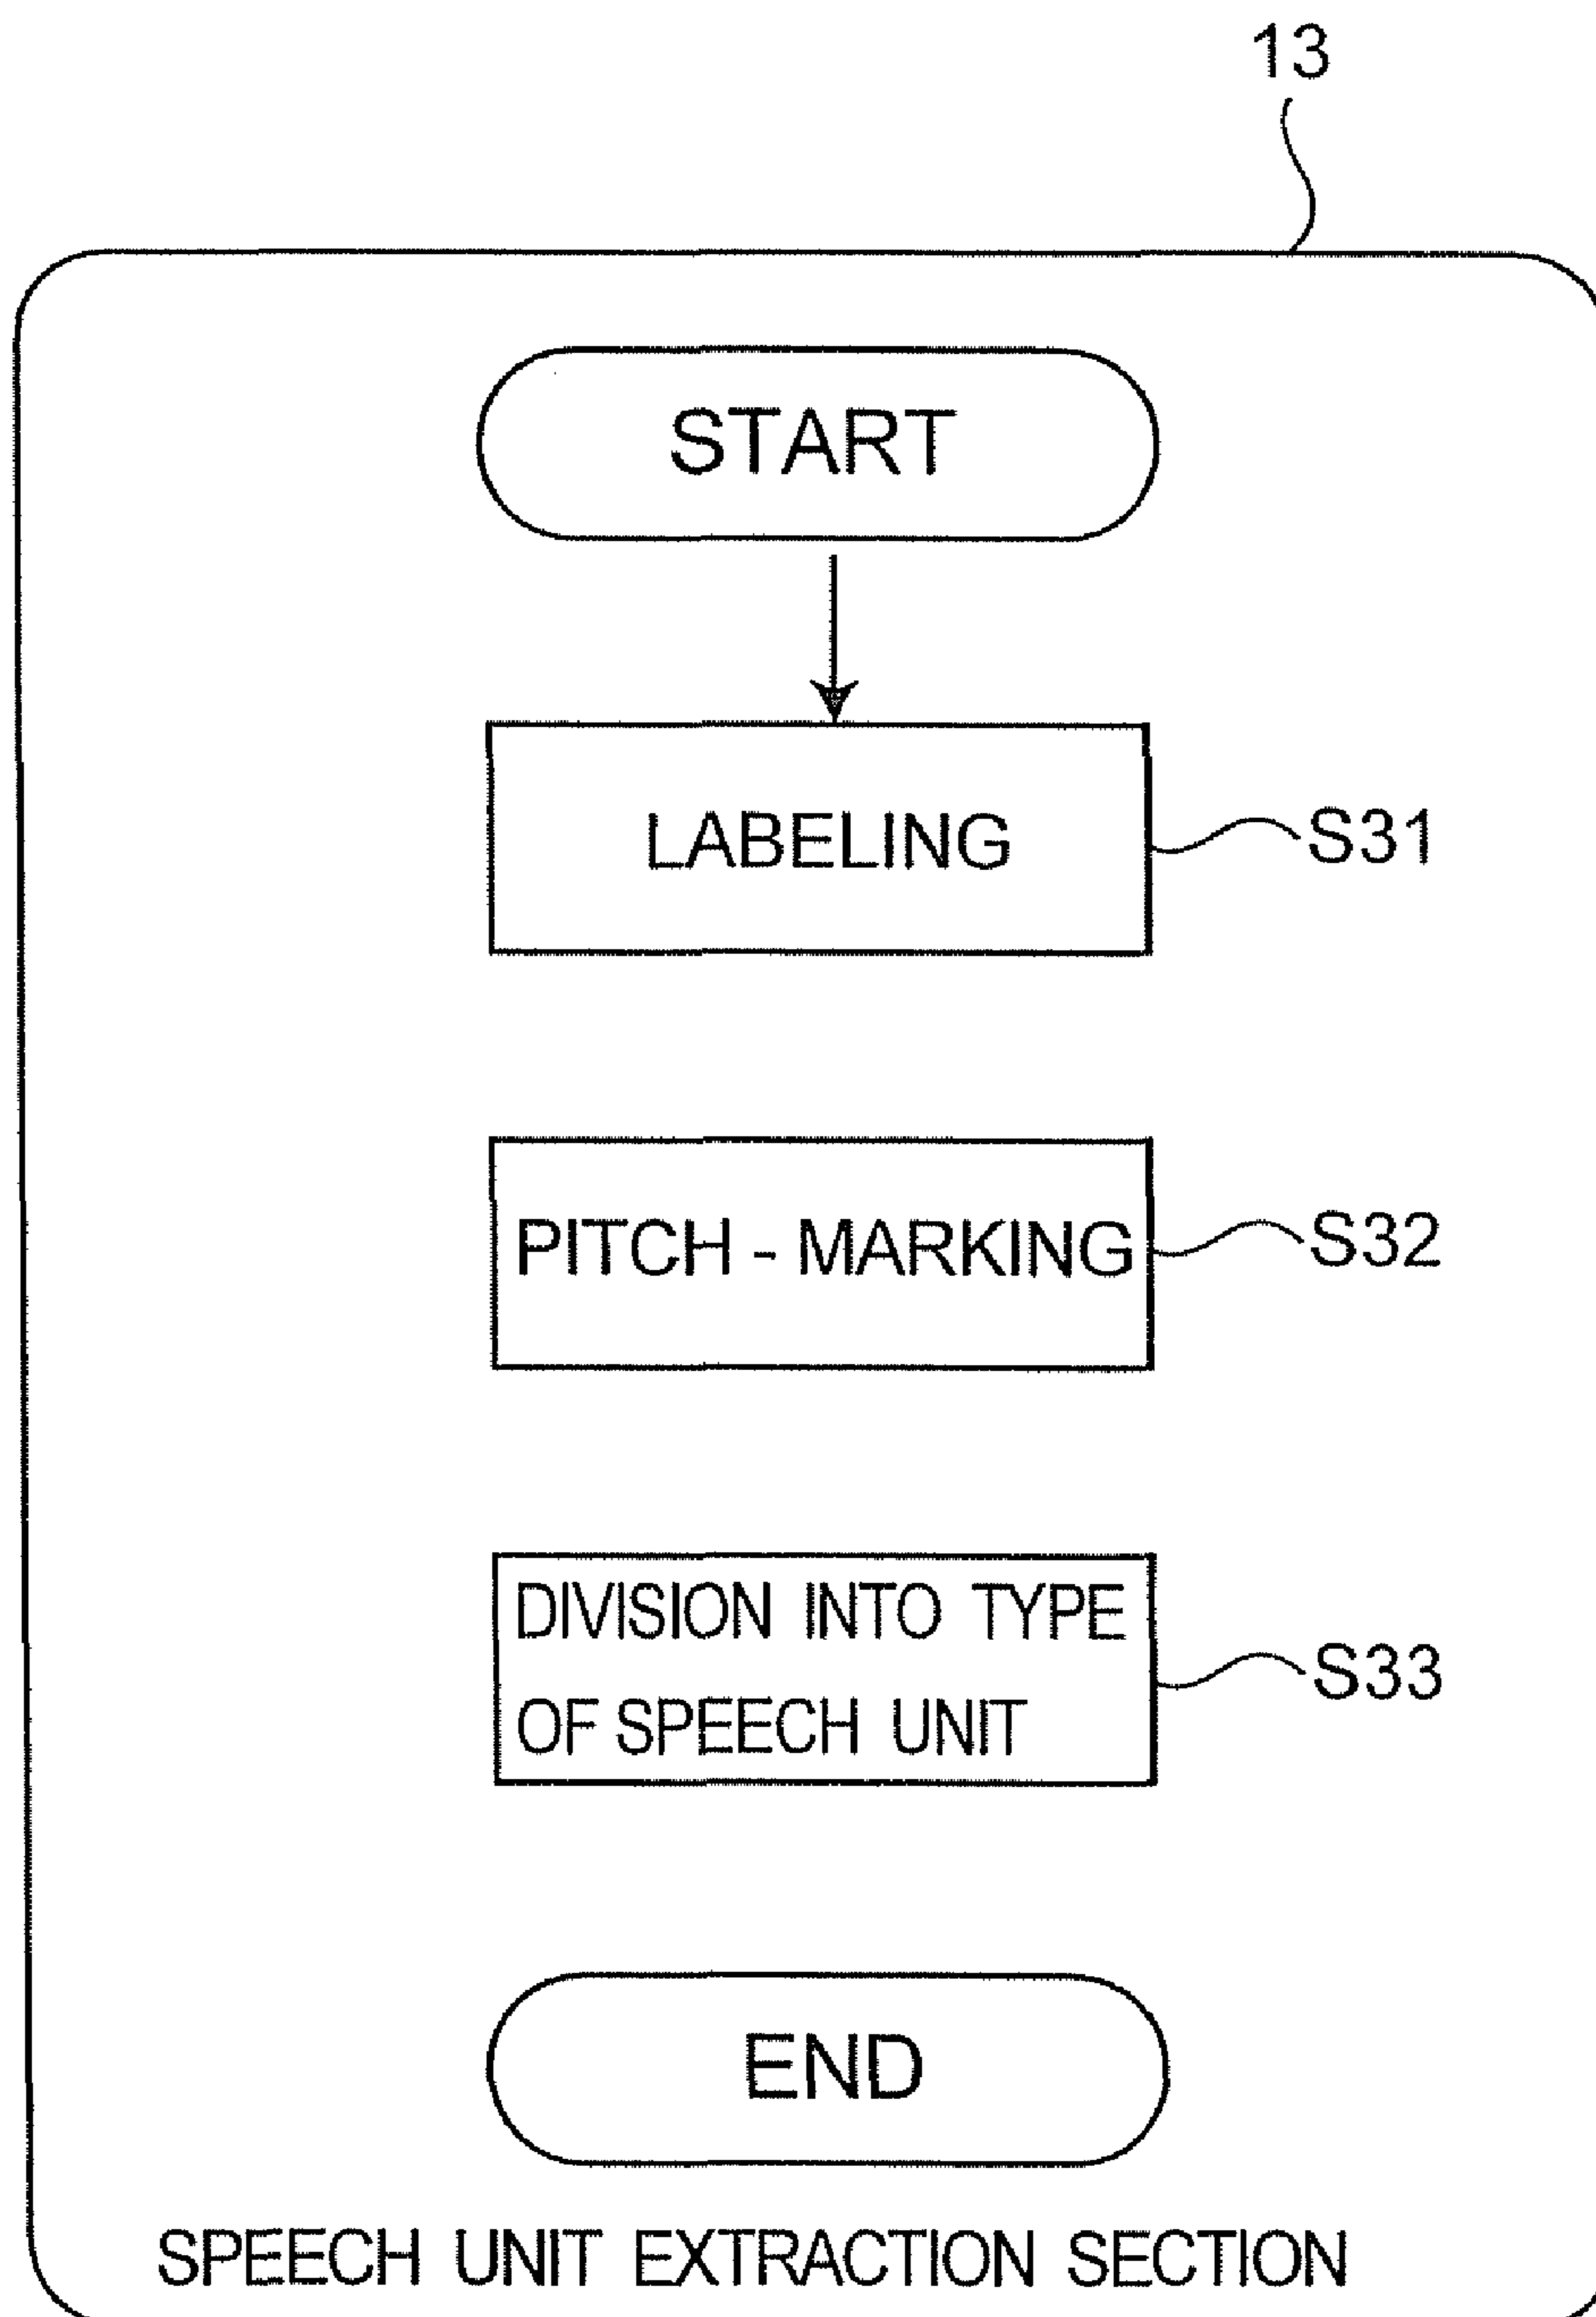 13
START
LABELING
S31
PITCH - MARKING
S32
DIVISION INTO TYPE
OF SPEECH UNIT
S33
END
SPEECH UNIT EXTRACTION SECTION